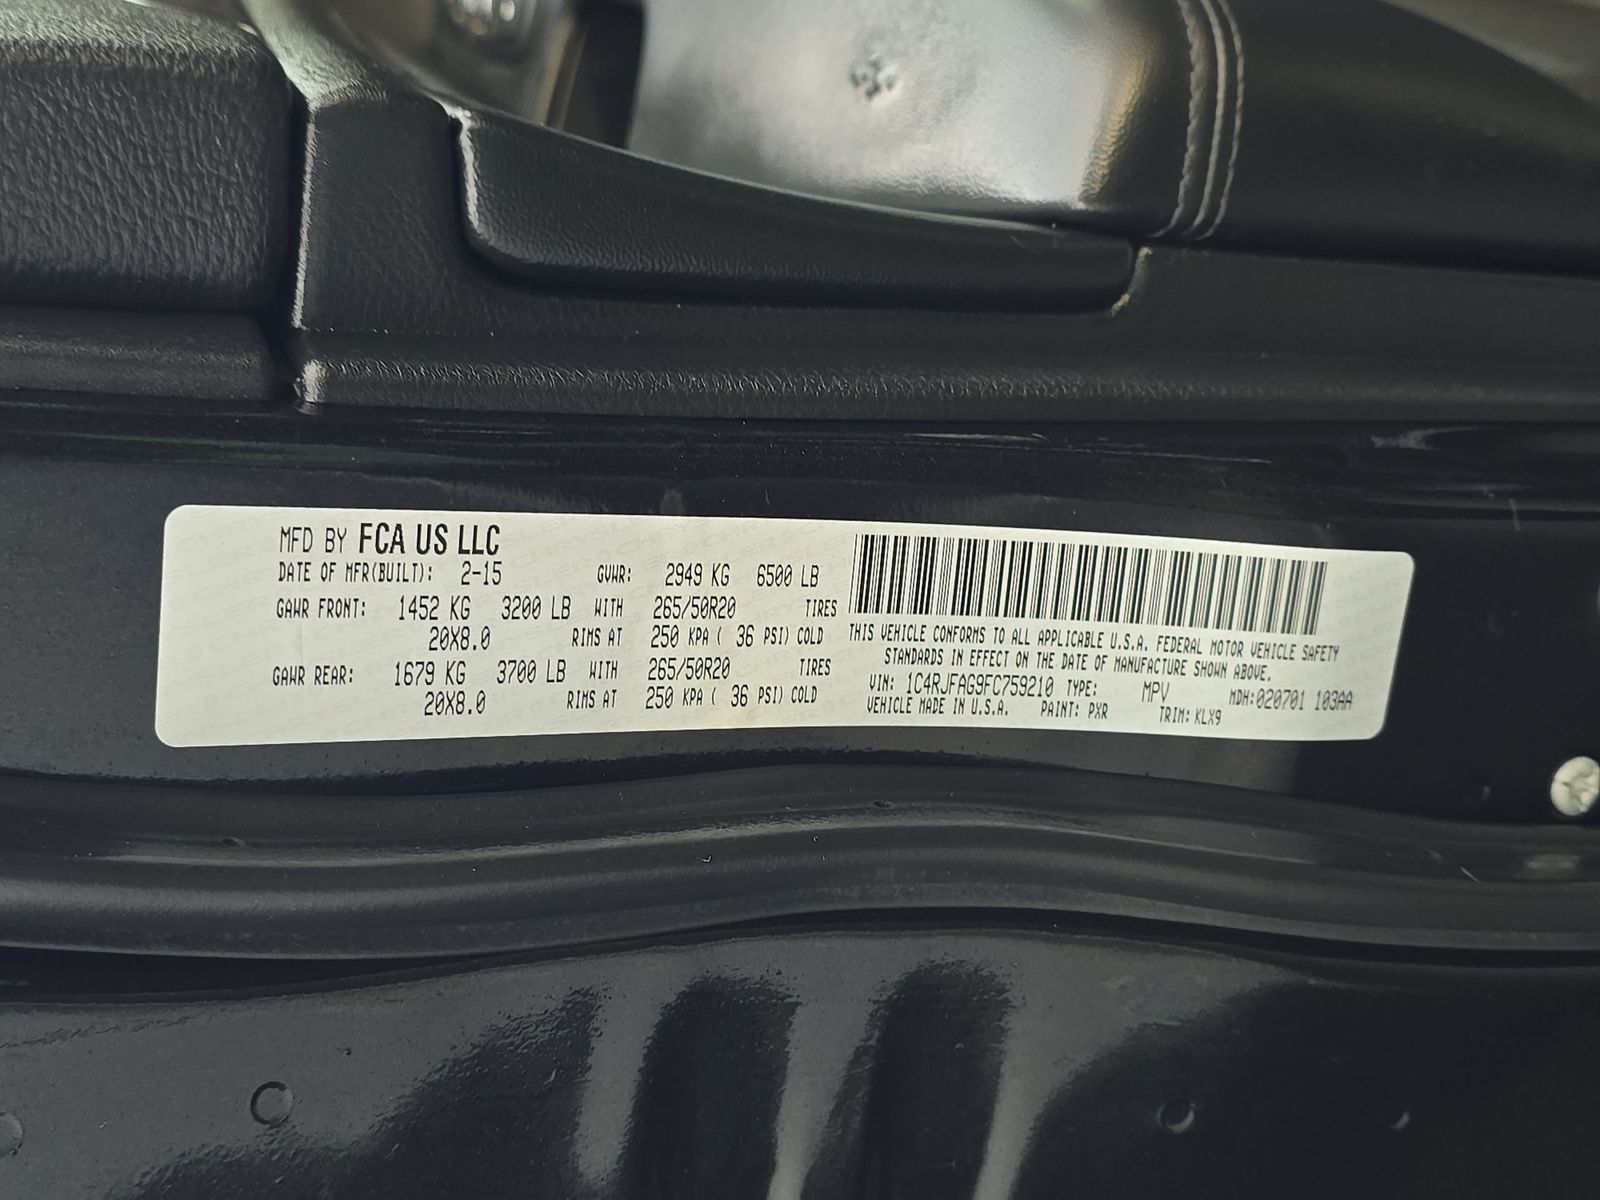 MFD BY FCA US LLC
DATE OF MFR(BUILT): 2-15 GVWR: 2949 KG 6500 LB
GAWR FRONT: 1452 KG 3200 LB WITH 265/50R20 TIRES
20X8.0 RIMS AT 250 KPA ( 36 PSI) COLD
GAWR REAR: 1679 KG 3700 LB WITH 265/50R20 TIRES
20X8.0 RIMS AT 250 KPA ( 36 PSI) COLD
THIS VEHICLE CONFORMS TO ALL APPLICABLE U.S.A. FEDERAL MOTOR VEHICLE SAFETY
STANDARDS IN EFFECT ON THE DATE OF MANUFACTURE SHOWN ABOVE.
VIN: 1C4RJFAG9FC759210 TYPE: MPV MDH:020701 103AA
VEHICLE MADE IN U.S.A. PAINT: PXR TRIM: KLX9